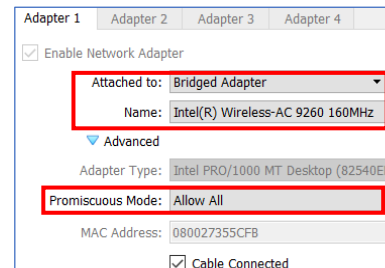 Adapter 1 Adapter 2 Adapter 3 Adapter 4
Enable Network Adapter
Attached to: Bridged Adapter
Name: Intel(R) Wireless-AC 9260 160MHz
Advanced
Adapter Type: Intel PRO/1000 MT Desktop (82540E
Promiscuous Mode: Allow All
MAC Address: 080027355CFB
Cable Connected